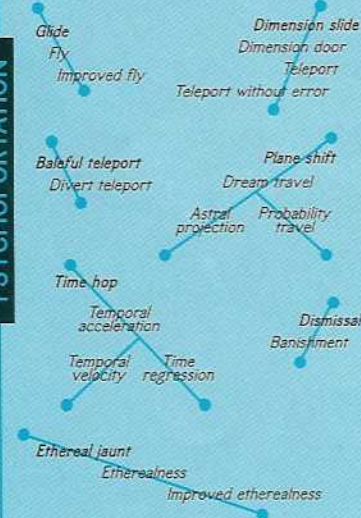 PSYCHOPORTATION
Glide
Fly
Improved fly
Dimension slide
Dimension door
Teleport
Teleport without error
Baleful teleport
Divert teleport
Plane shift
Dream travel
Astral
projection
Probability
travel
Time hop
Temporal
acceleration
Temporal
velocity
Time
regression
Dismissal
Banishment
Ethereal jaunt
Etherealness
Improved etherealness